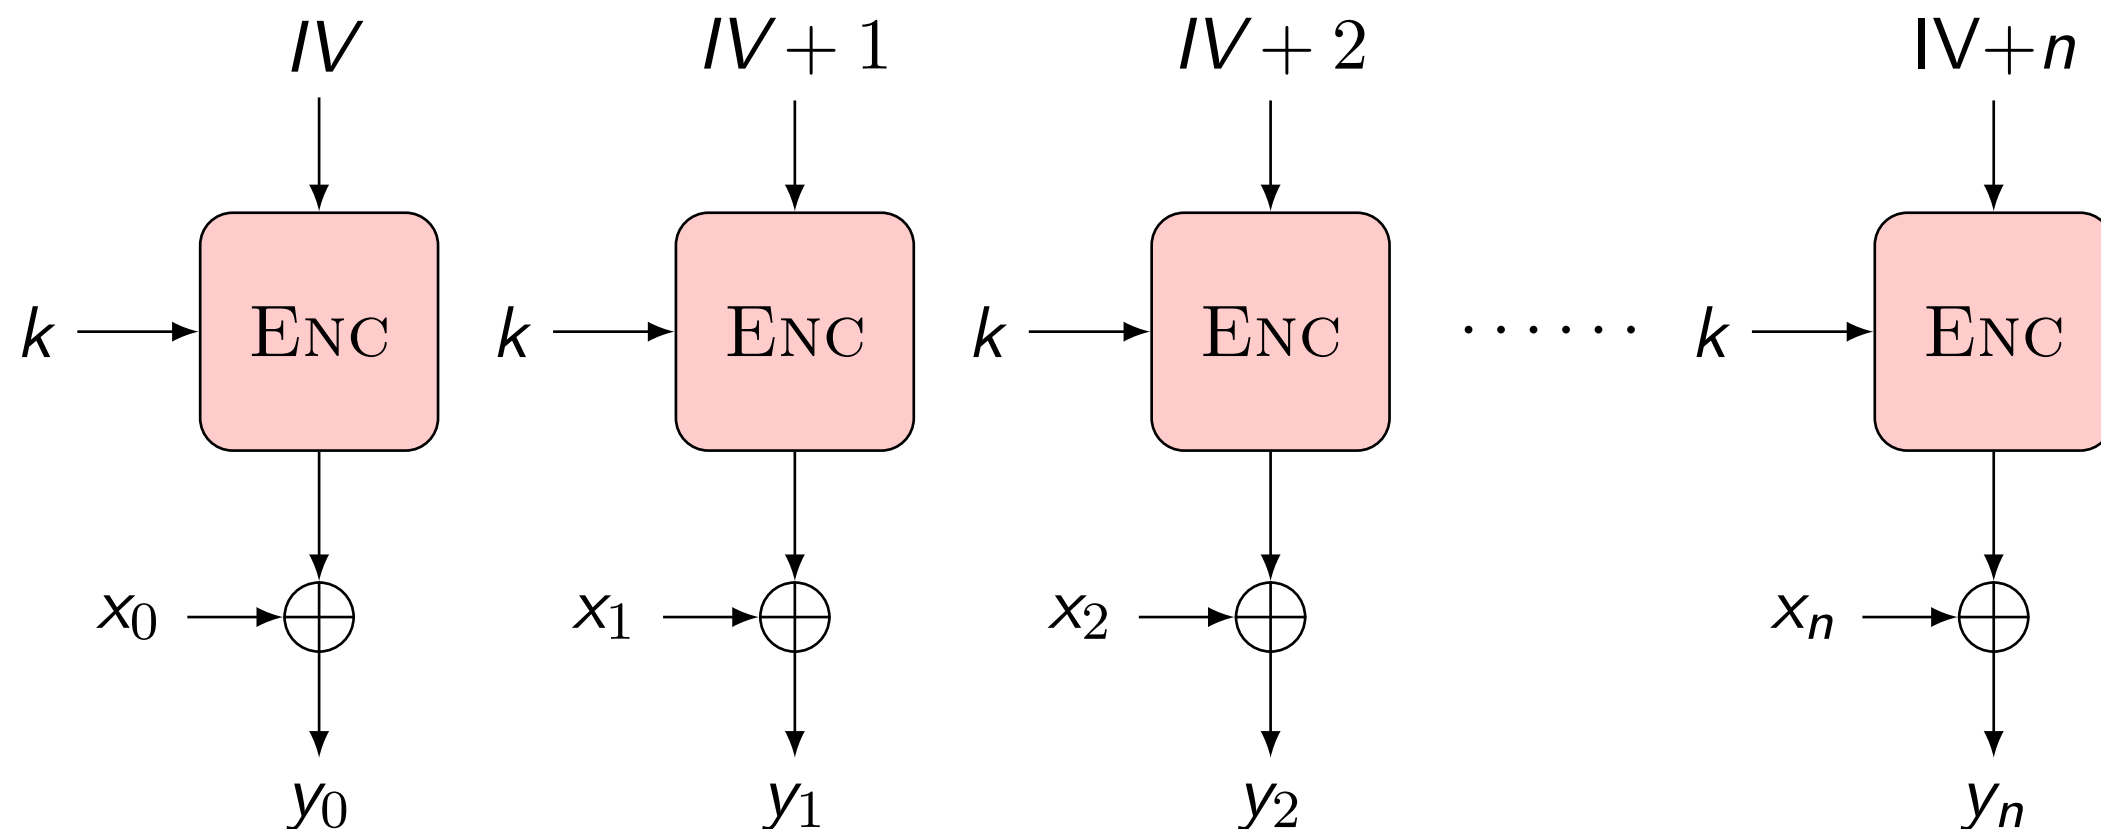 IV IV + 1 IV + 2 IV+n
k ENC k ENC k ENC ······ k ENC
x₀ x₁ x₂ xₙ
y₀ y₁ y₂ yₙ